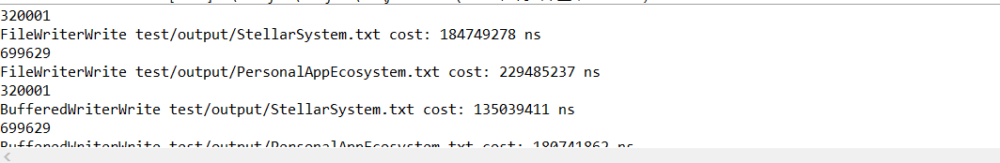 320001
FileWriterWrite test/output/StellarSystem.txt cost: 184749278 ns
699629
FileWriterWrite test/output/PersonalAppEcosystem.txt cost: 229485237 ns
320001
BufferedWriterWrite test/output/StellarSystem.txt cost: 135039411 ns
699629
BufferedWriterWrite test/output/PersonalAppEcosystem.txt cost: 180741862 ns